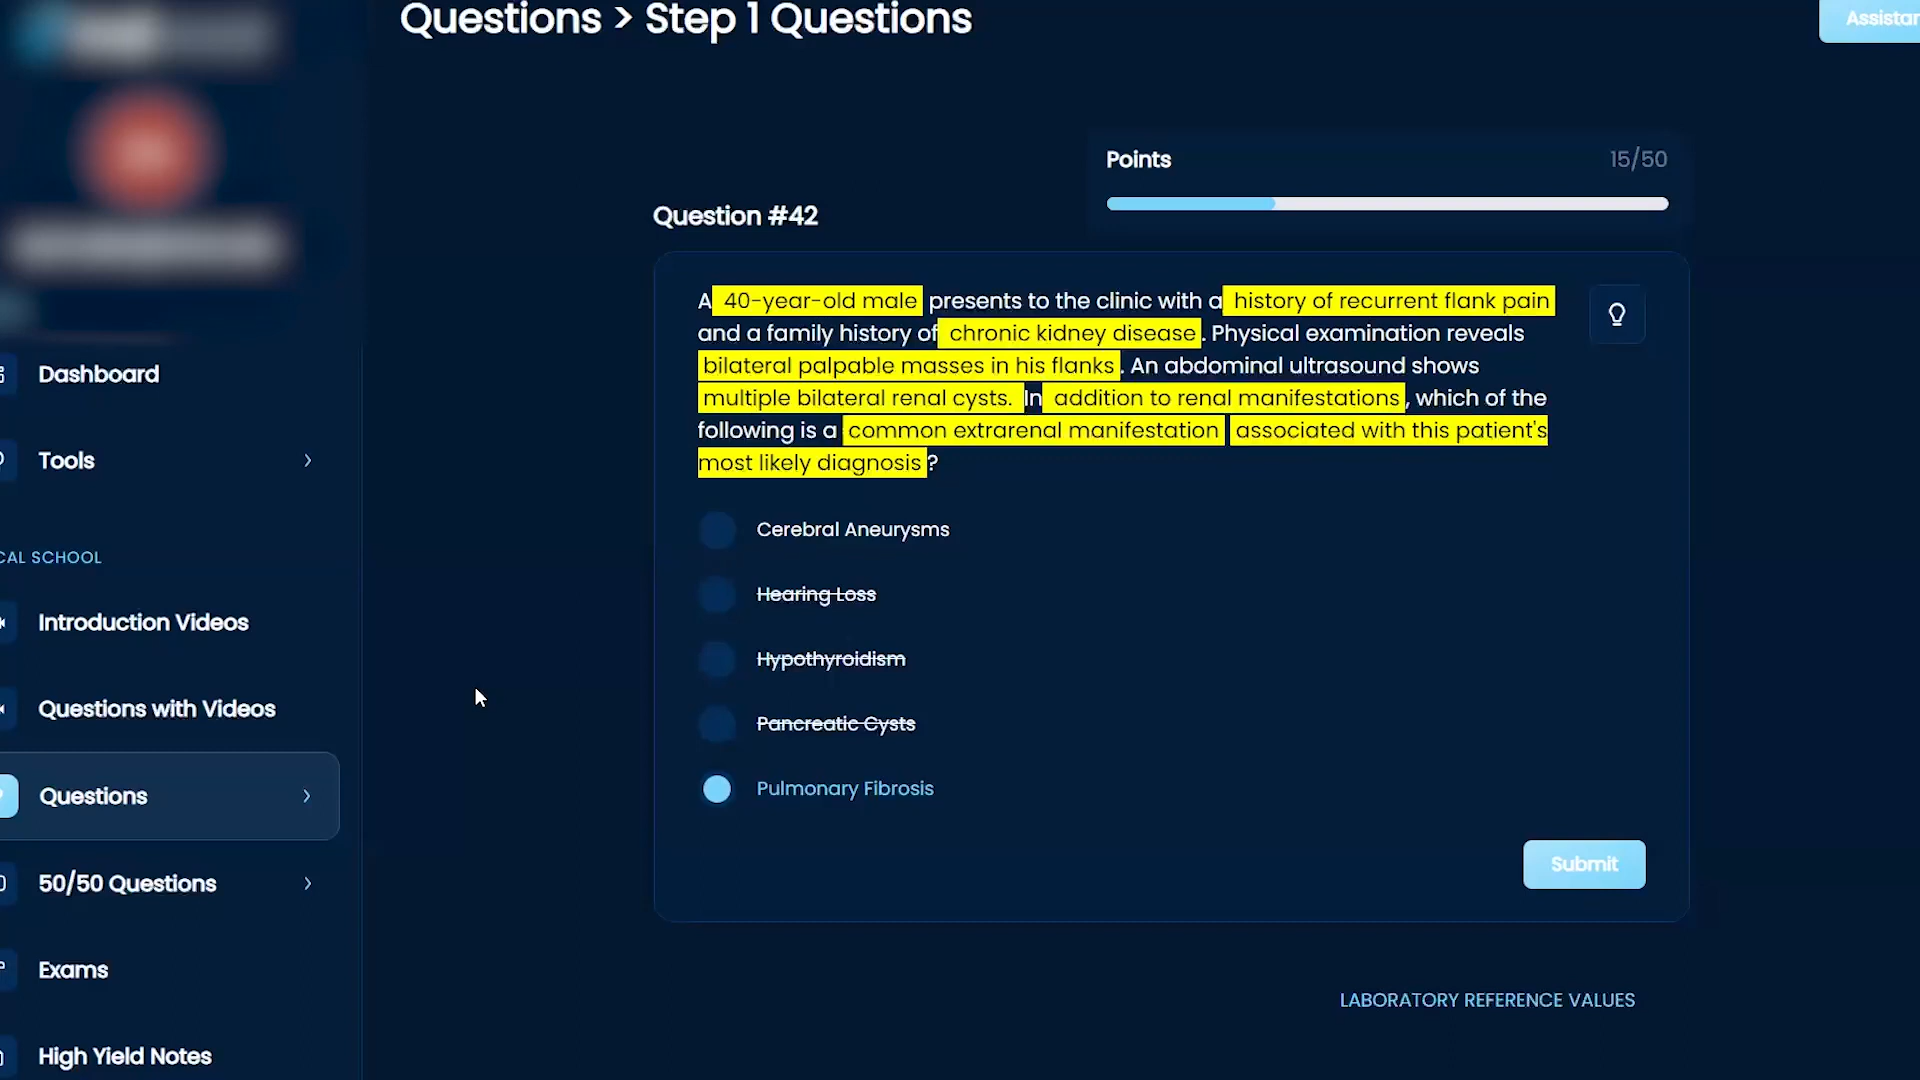 Questions > Step 1 Questions
Assistan
Points
15/50
Question #42
A 40-year-old male presents to the clinic with a history of recurrent flank pain
and a family history of chronic kidney disease. Physical examination reveals
bilateral palpable masses in his flanks. An abdominal ultrasound shows
multiple bilateral renal cysts. In addition to renal manifestations, which of the
following is a common extrarenal manifestation associated with this patient's
most likely diagnosis?
Cerebral Aneurysms
Hearing Loss
Hypothyroidism
Pancreatic Cysts
Pulmonary Fibrosis
Submit
LABORATORY REFERENCE VALUES
Dashboard
Tools
CAL SCHOOL
Introduction Videos
Questions with Videos
Questions
50/50 Questions
Exams
High Yield Notes